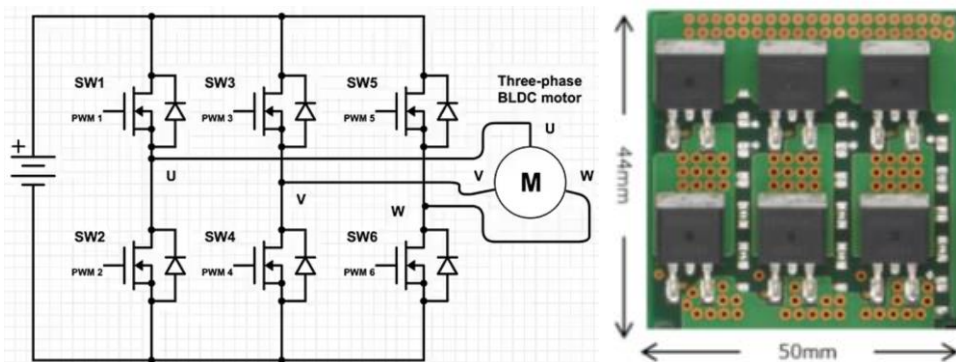 SW1
SW3
SW5
Three-phase
BLDC motor
PWM 1
PWM 3
PWM 5
U
+
U
V
M
W
V
W
SW2
SW4
SW6
PWM 2
PWM 4
PWM 6
44mm
50mm